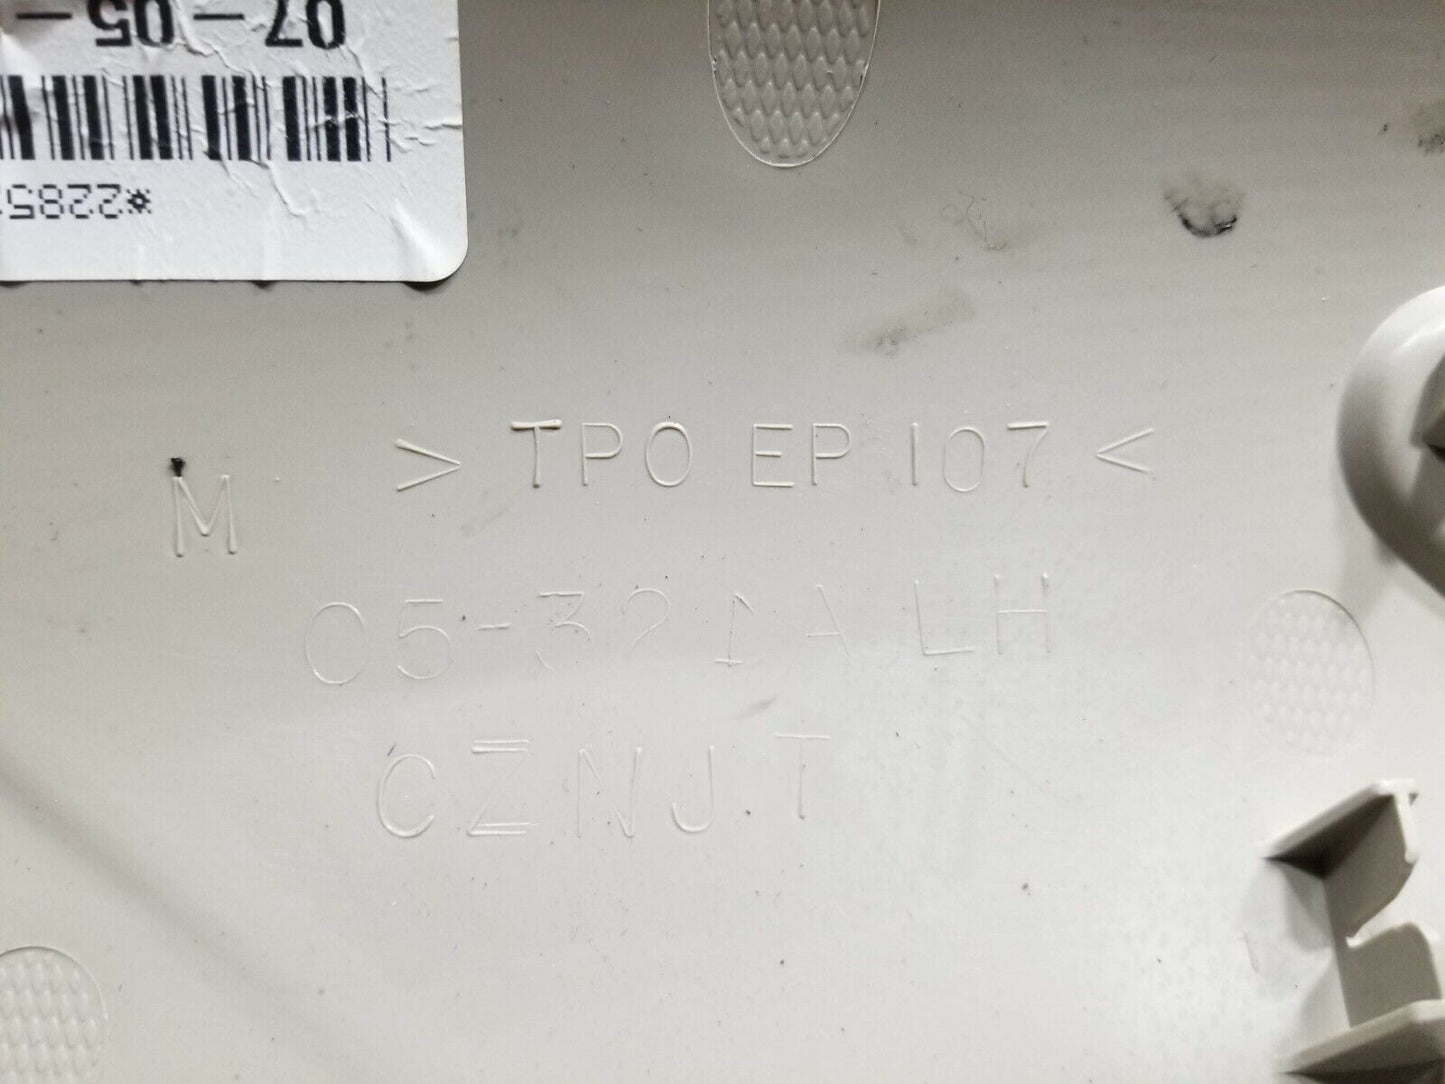 07-05-
*2285
M
> TPO EP 107 <
05-321A LH
CZNJT